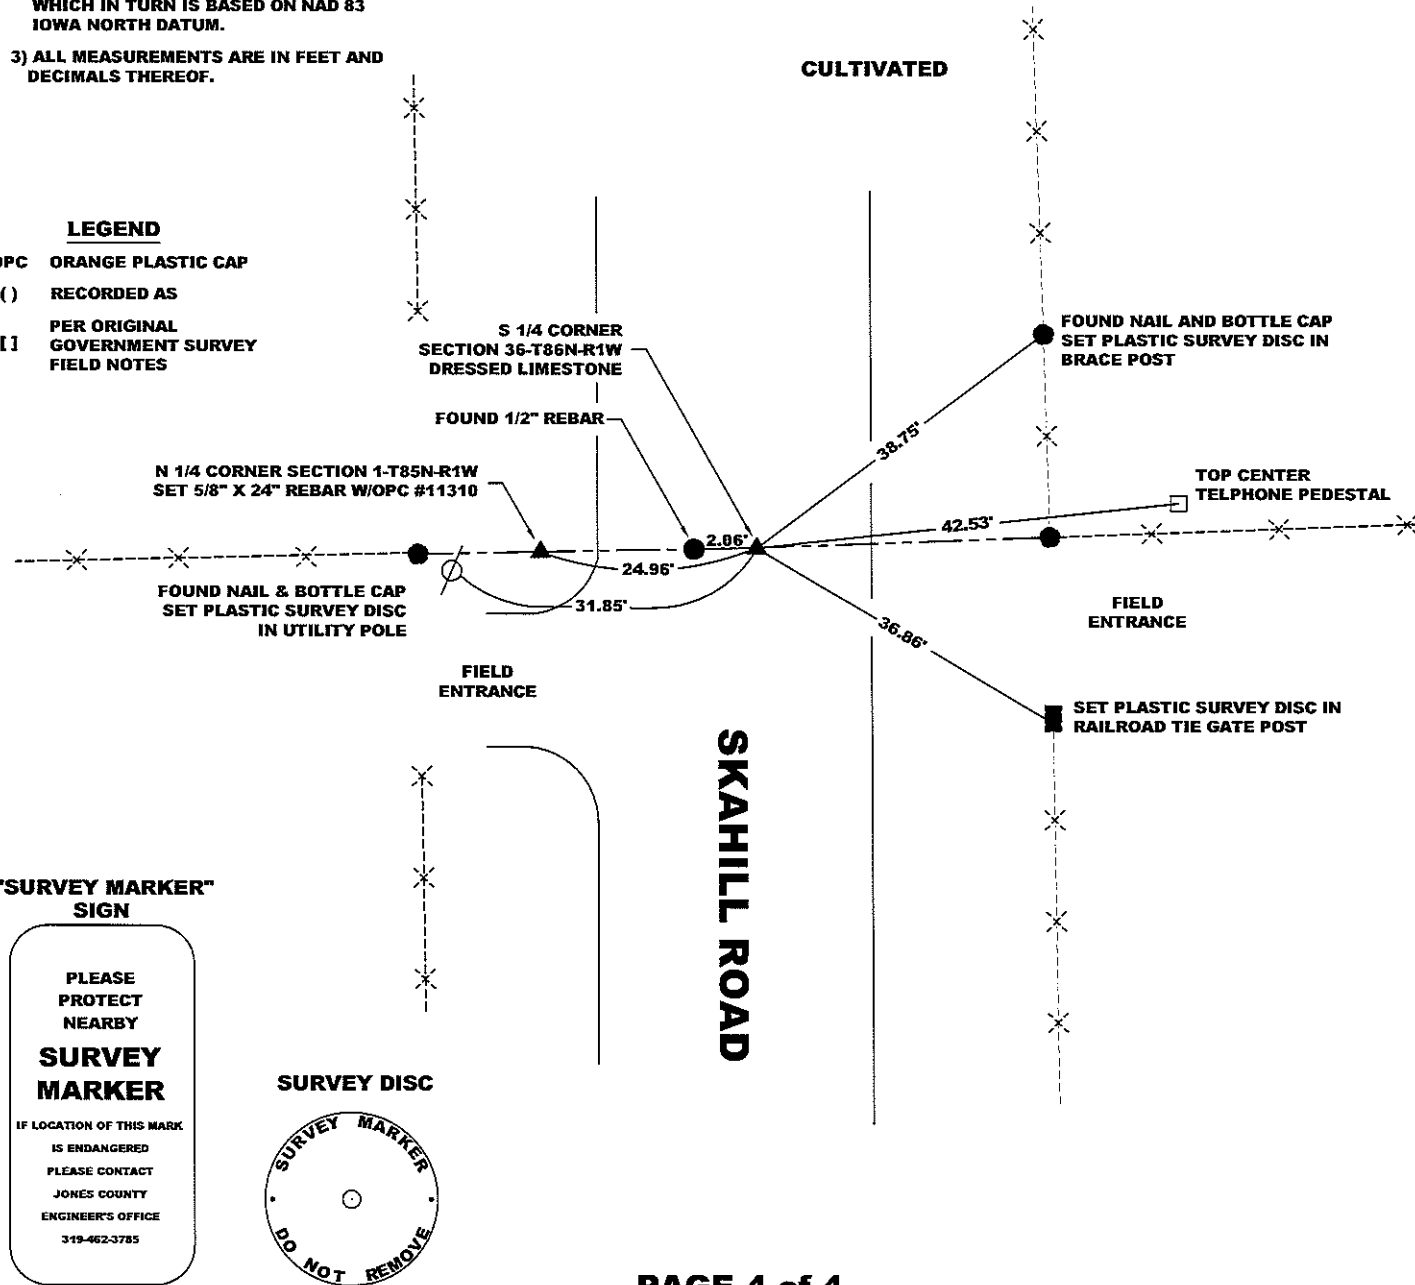 WHICH IN TURN IS BASED ON NAD 83
IOWA NORTH DATUM.
3) ALL MEASUREMENTS ARE IN FEET AND
DECIMALS THEREOF.
CULTIVATED
LEGEND
OPC ORANGE PLASTIC CAP
( ) RECORDED AS
[ ] PER ORIGINAL
GOVERNMENT SURVEY
FIELD NOTES
S 1/4 CORNER
SECTION 36-T86N-R1W
DRESSED LIMESTONE
FOUND 1/2" REBAR
N 1/4 CORNER SECTION 1-T85N-R1W
SET 5/8" X 24" REBAR W/OPC #11310
FOUND NAIL AND BOTTLE CAP
SET PLASTIC SURVEY DISC IN
BRACE POST
38.75'
TOP CENTER
TELPHONE PEDESTAL
42.53'
2.86'
24.96'
31.85'
36.86'
FOUND NAIL & BOTTLE CAP
SET PLASTIC SURVEY DISC
IN UTILITY POLE
FIELD
ENTRANCE
FIELD
ENTRANCE
SET PLASTIC SURVEY DISC IN
RAILROAD TIE GATE POST
SKAHILL ROAD
"SURVEY MARKER"
SIGN
PLEASE
PROTECT
NEARBY
SURVEY
MARKER
IF LOCATION OF THIS MARK
IS ENDANGERED
PLEASE CONTACT
JONES COUNTY
ENGINEER'S OFFICE
319-462-3785
SURVEY DISC
SURVEY MARKER
DO NOT REMOVE
PAGE 4 of 4